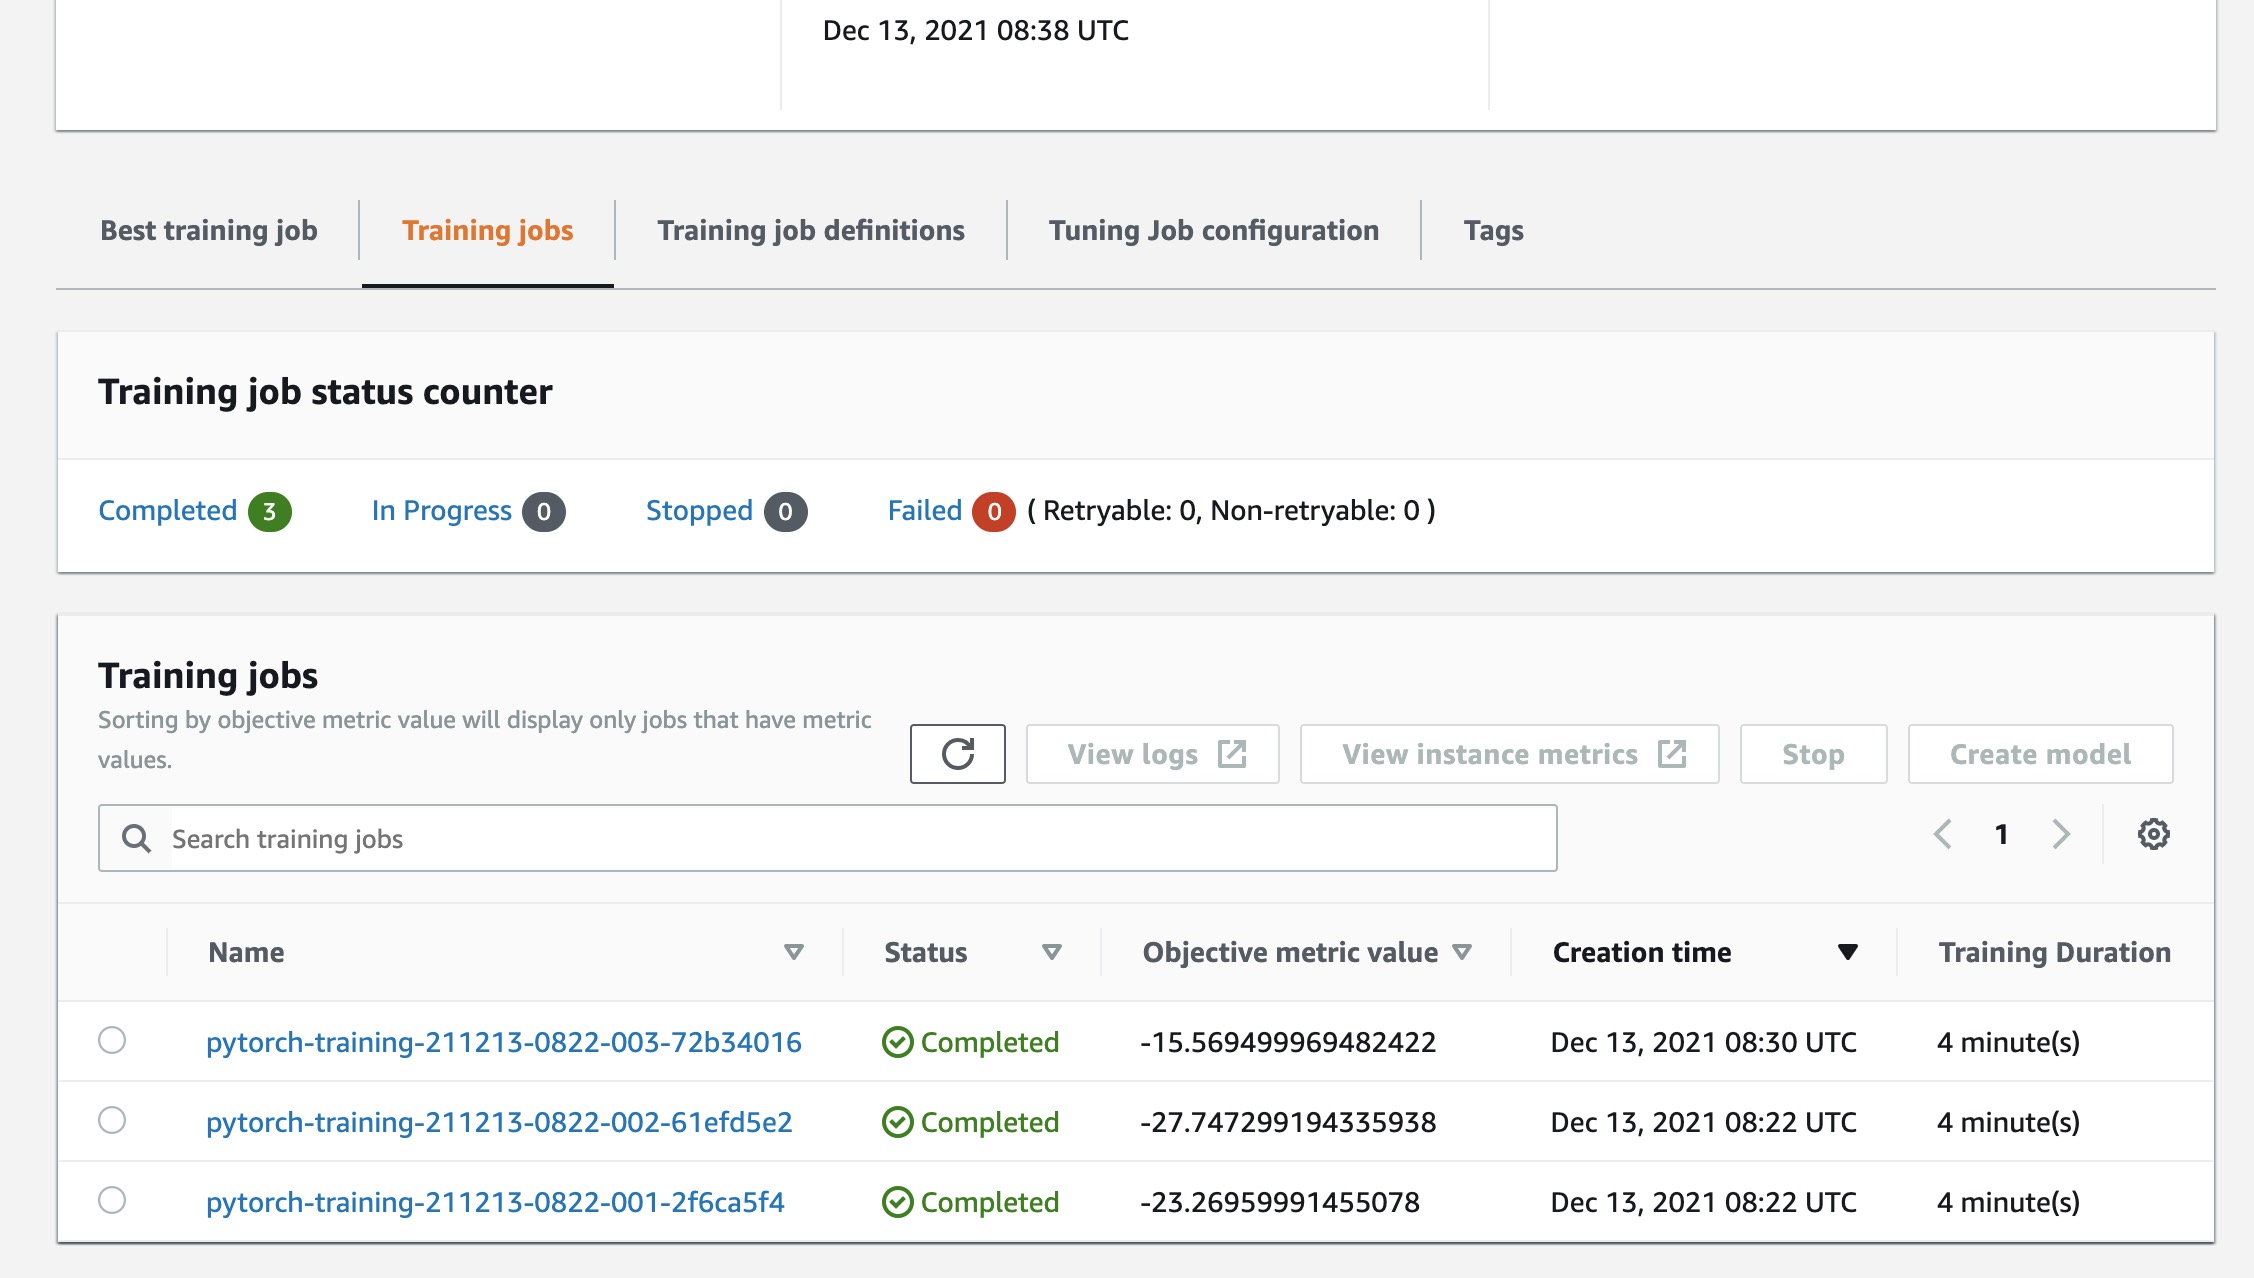 Dec 13, 2021 08:38 UTC
Best training job Training jobs Training job definitions Tuning Job configuration Tags
Training job status counter
Completed 3 In Progress 0 Stopped 0 Failed 0 ( Retryable: 0, Non-retryable: 0 )
Training jobs
Sorting by objective metric value will display only jobs that have metric
values.
View logs View instance metrics Stop Create model
Search training jobs 1
Name Status Objective metric value Creation time Training Duration
pytorch-training-211213-0822-003-72b34016 Completed -15.569499969482422 Dec 13, 2021 08:30 UTC 4 minute(s)
pytorch-training-211213-0822-002-61efd5e2 Completed -27.747299194335938 Dec 13, 2021 08:22 UTC 4 minute(s)
pytorch-training-211213-0822-001-2f6ca5f4 Completed -23.26959991455078 Dec 13, 2021 08:22 UTC 4 minute(s)